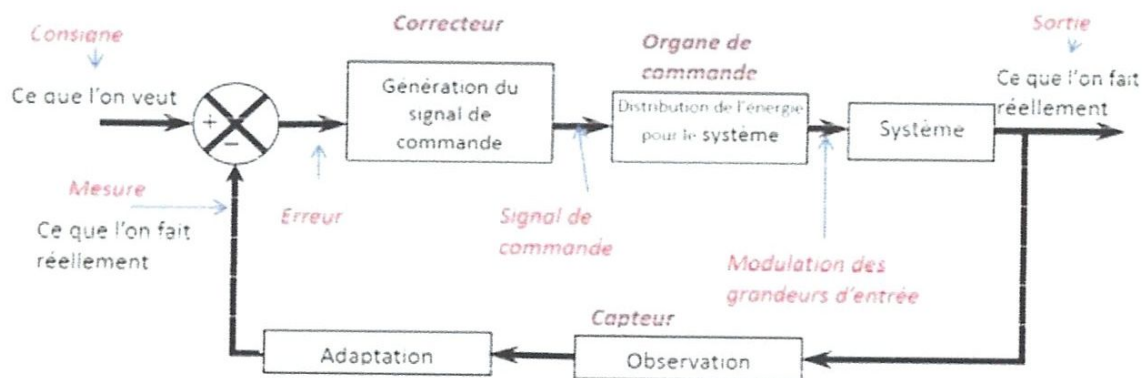 Consigne
Ce que l'on veut
+
−
Correcteur
Génération du
signal de
commande
Organe de
commande
Distribution de l'énergie
pour le système
Système
Sortie
Ce que l'on fait
réellement
Mesure
Ce que l'on fait
réellement
Erreur
Signal de
commande
Modulation des
grandeurs d'entrée
Capteur
Adaptation
Observation